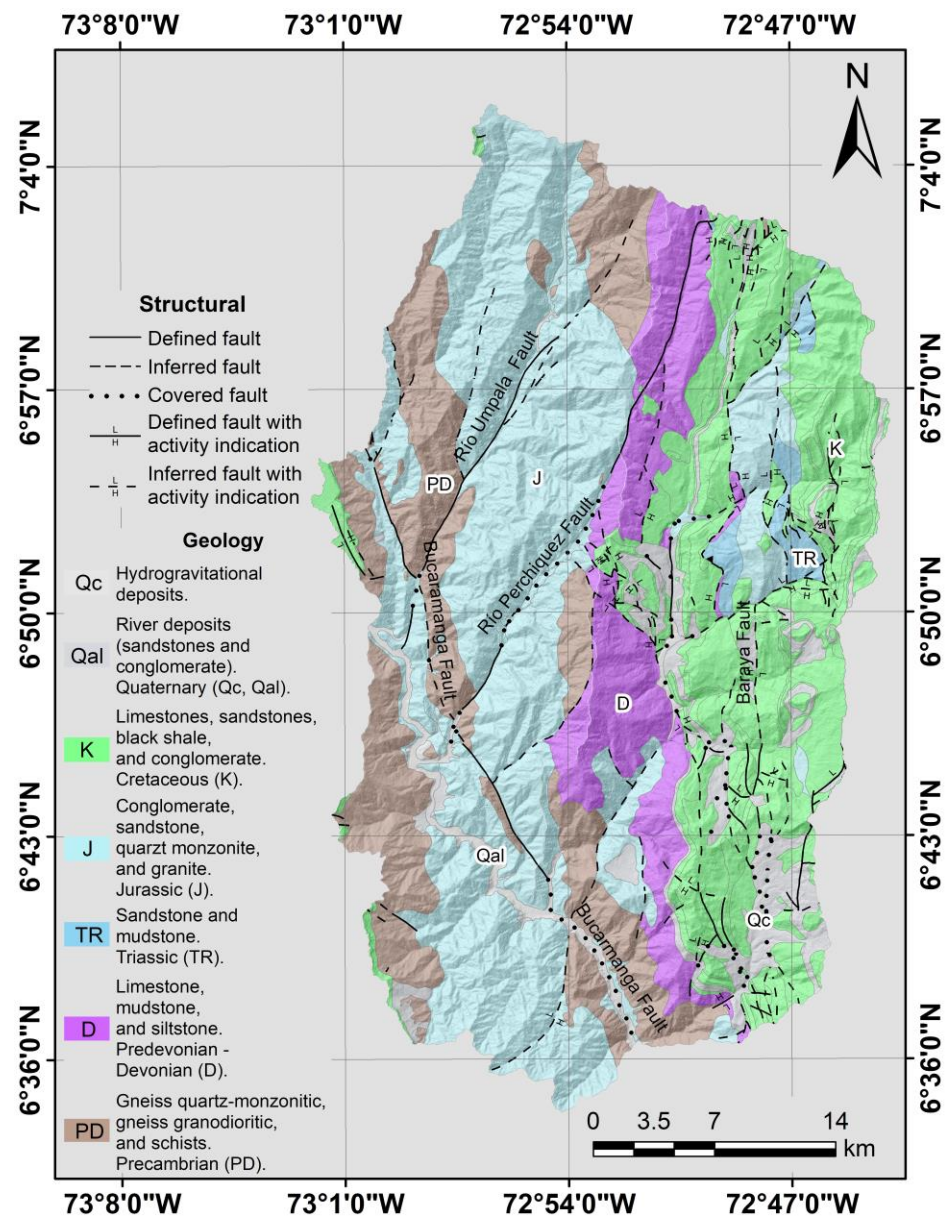 73°8'0"W 73°1'0"W 72°54'0"W 72°47'0"W
N
7°4'0"N 7°4'0"N
Structural
Defined fault
Inferred fault
Covered fault
L
H
Defined fault with
activity indication
L
H
Inferred fault with
activity indication
6°57'0"N 6°57'0"N
Río Umpala Fault
K
PD
J
TR
Río Perchiquez Fault
Bucaramanga Fault
Baraya Fault
6°50'0"N 6°50'0"N
D
Geology
Qc Hydrogravitational
deposits.
Qal River deposits
(sandstones and
conglomerate).
Quaternary (Qc, Qal).
K Limestones, sandstones,
black shale,
and conglomerate.
Cretaceous (K).
J Conglomerate,
sandstone,
quarzt monzonite,
and granite.
Jurassic (J).
TR Sandstone and
mudstone.
Triassic (TR).
D Limestone,
mudstone,
and siltstone.
Predevonian -
Devonian (D).
PD Gneiss quartz-monzonitic,
gneiss granodioritic,
and schists.
Precambrian (PD).
6°43'0"N 6°43'0"N
Qal
Qc
Bucarmanga Fault
6°36'0"N 6°36'0"N
0 3.5 7 14
km
73°8'0"W 73°1'0"W 72°54'0"W 72°47'0"W